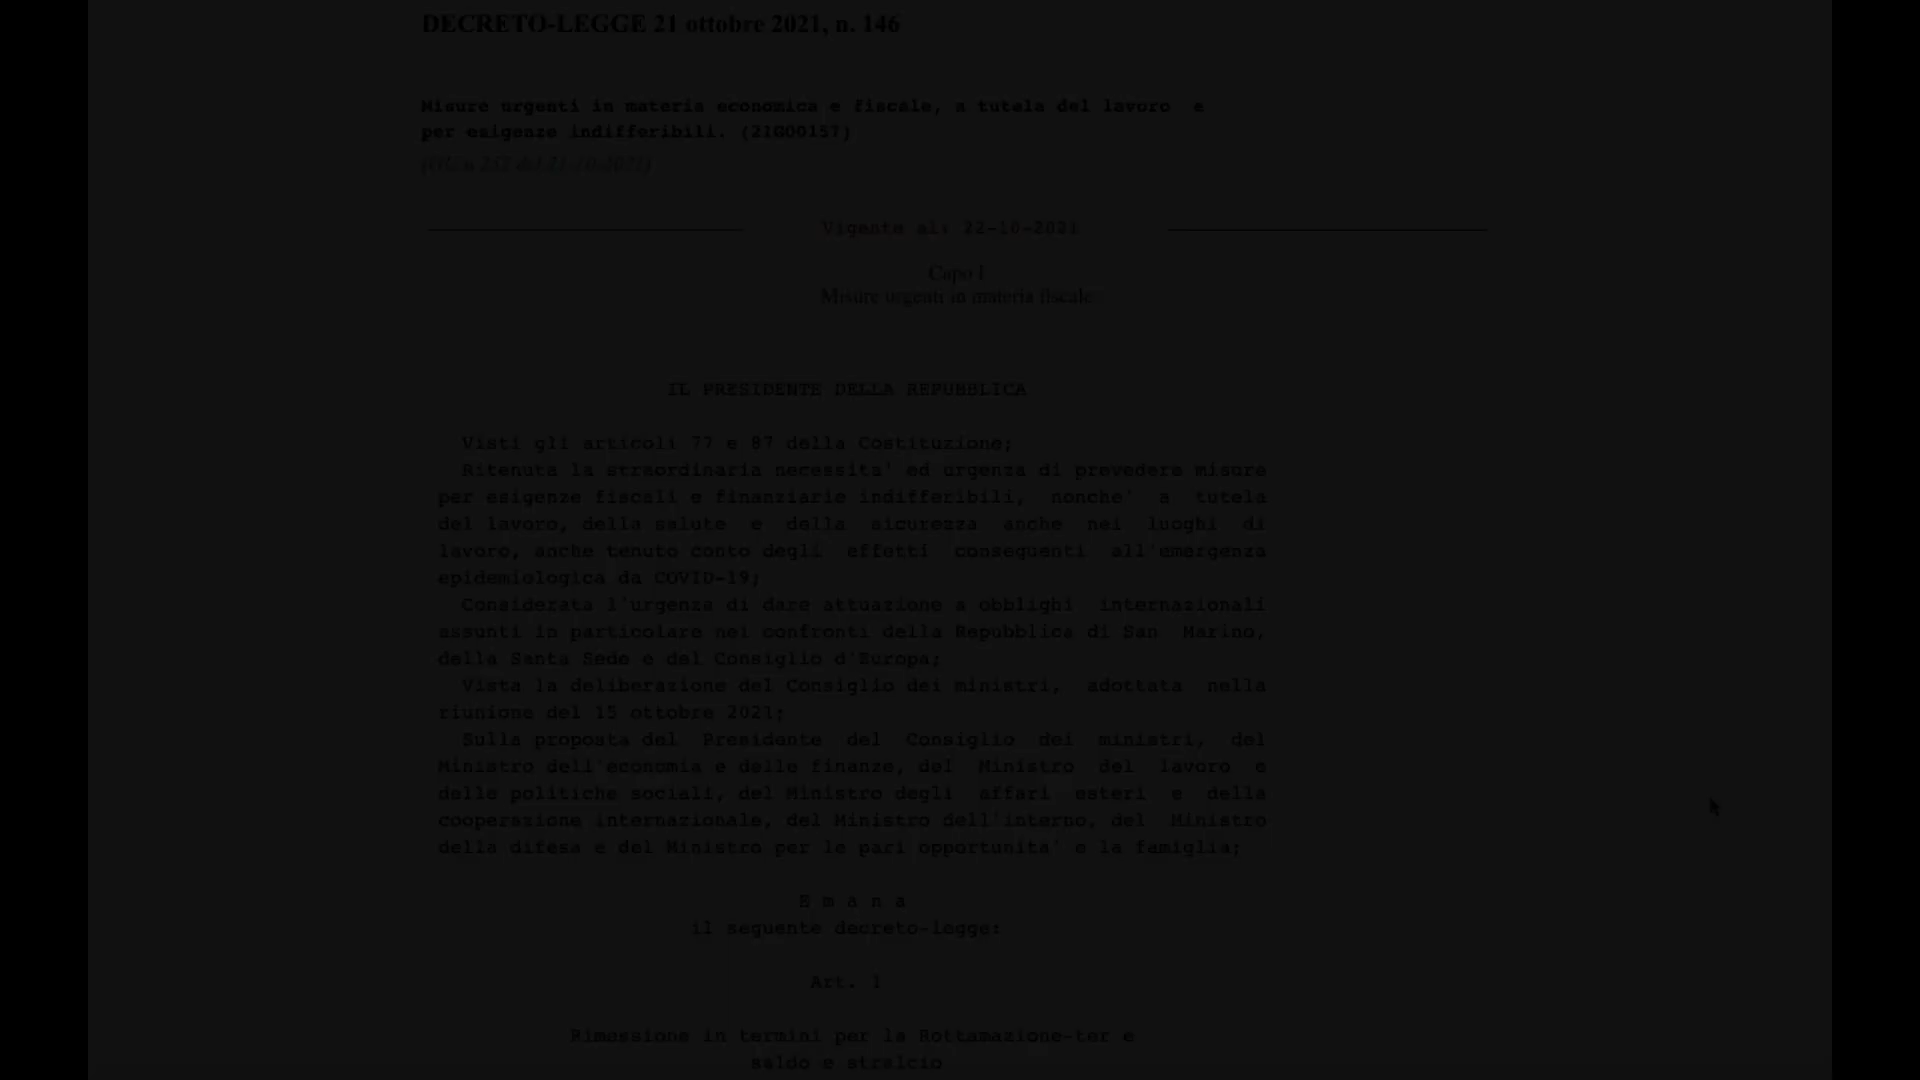 DECRETO-LEGGE 21 ottobre 2021, n. 146
Misure urgenti in materia economica e fiscale, a tutela del lavoro e
per esigenze indifferibili. (21G00157)
(GU n.252 del 21-10-2021)
Vigente al: 22-10-2021
Capo I
Misure urgenti in materia fiscale
IL PRESIDENTE DELLA REPUBBLICA
Visti gli articoli 77 e 87 della Costituzione;
Ritenuta la straordinaria necessita' ed urgenza di prevedere misure
per esigenze fiscali e finanziarie indifferibili, nonche' a tutela
del lavoro, della salute e della sicurezza anche nei luoghi di
lavoro, anche tenuto conto degli effetti conseguenti all'emergenza
epidemiologica da COVID-19;
Considerata l'urgenza di dare attuazione a obblighi internazionali
assunti in particolare nei confronti della Repubblica di San Marino,
della Santa Sede e del Consiglio d'Europa;
Vista la deliberazione del Consiglio dei ministri, adottata nella
riunione del 15 ottobre 2021;
Sulla proposta del Presidente del Consiglio dei ministri, del
Ministro dell'economia e delle finanze, del Ministro del lavoro e
delle politiche sociali, del Ministro degli affari esteri e della
cooperazione internazionale, del Ministro dell'interno, del Ministro
della difesa e del Ministro per le pari opportunita' e la famiglia;
E m a n a
il seguente decreto-legge:
Art. 1
Rimessione in termini per la Rottamazione-ter e
saldo e stralcio